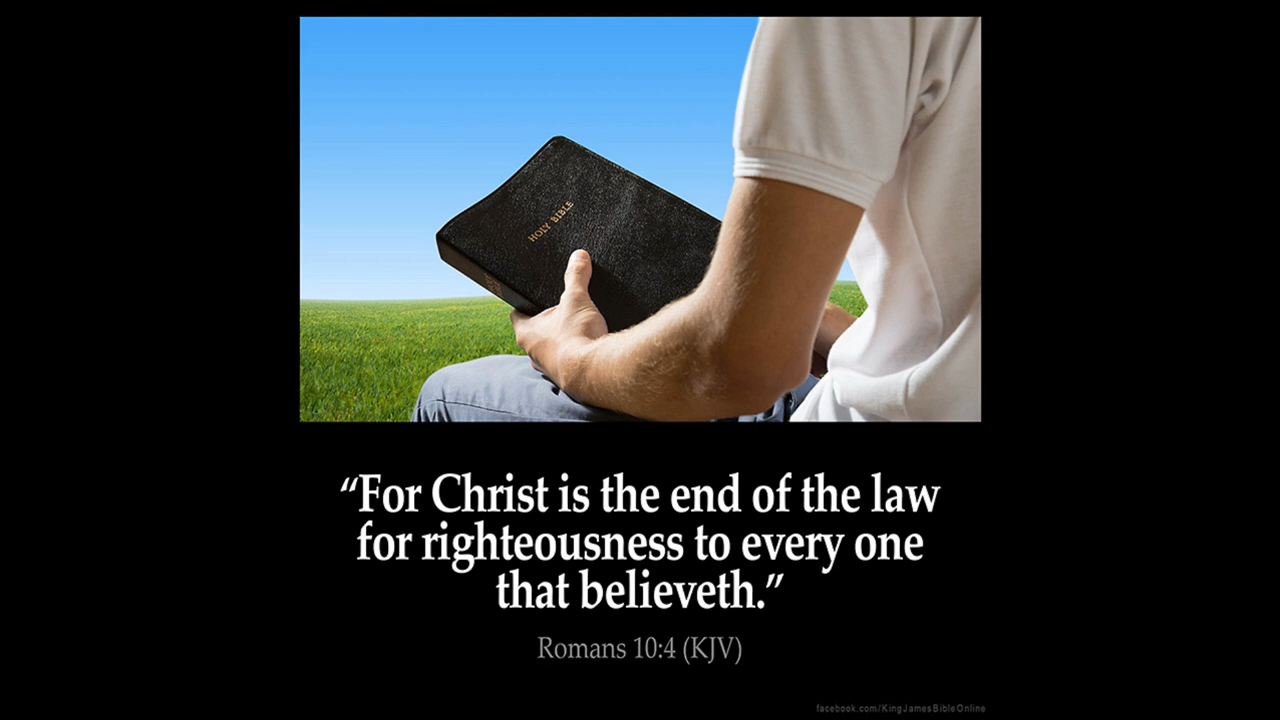 HOLY BIBLE
“For Christ is the end of the law
for righteousness to every one
that believeth.”
Romans 10:4 (KJV)
facebook.com/KingJamesBibleOnline